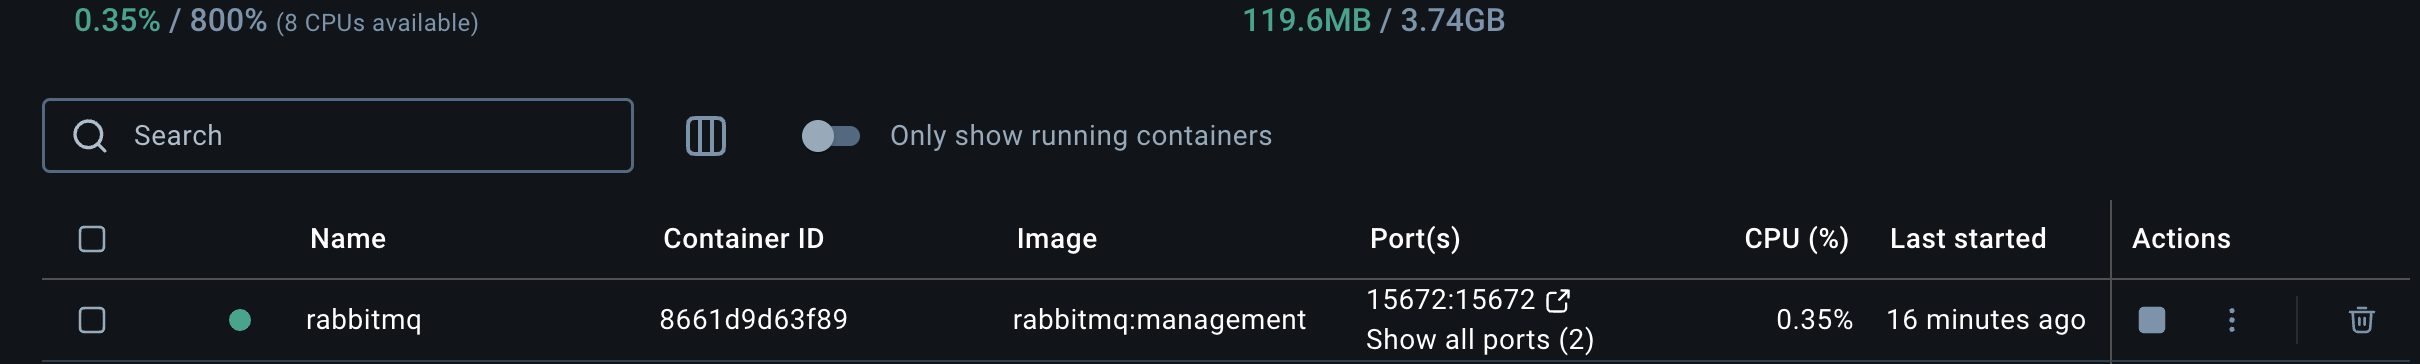 0.35% / 800% (8 CPUs available) 119.6MB / 3.74GB
Search Only show running containers
Name Container ID Image Port(s) CPU (%) Last started Actions
rabbitmq 8661d9d63f89 rabbitmq:management 15672:15672 0.35% 16 minutes ago
Show all ports (2)